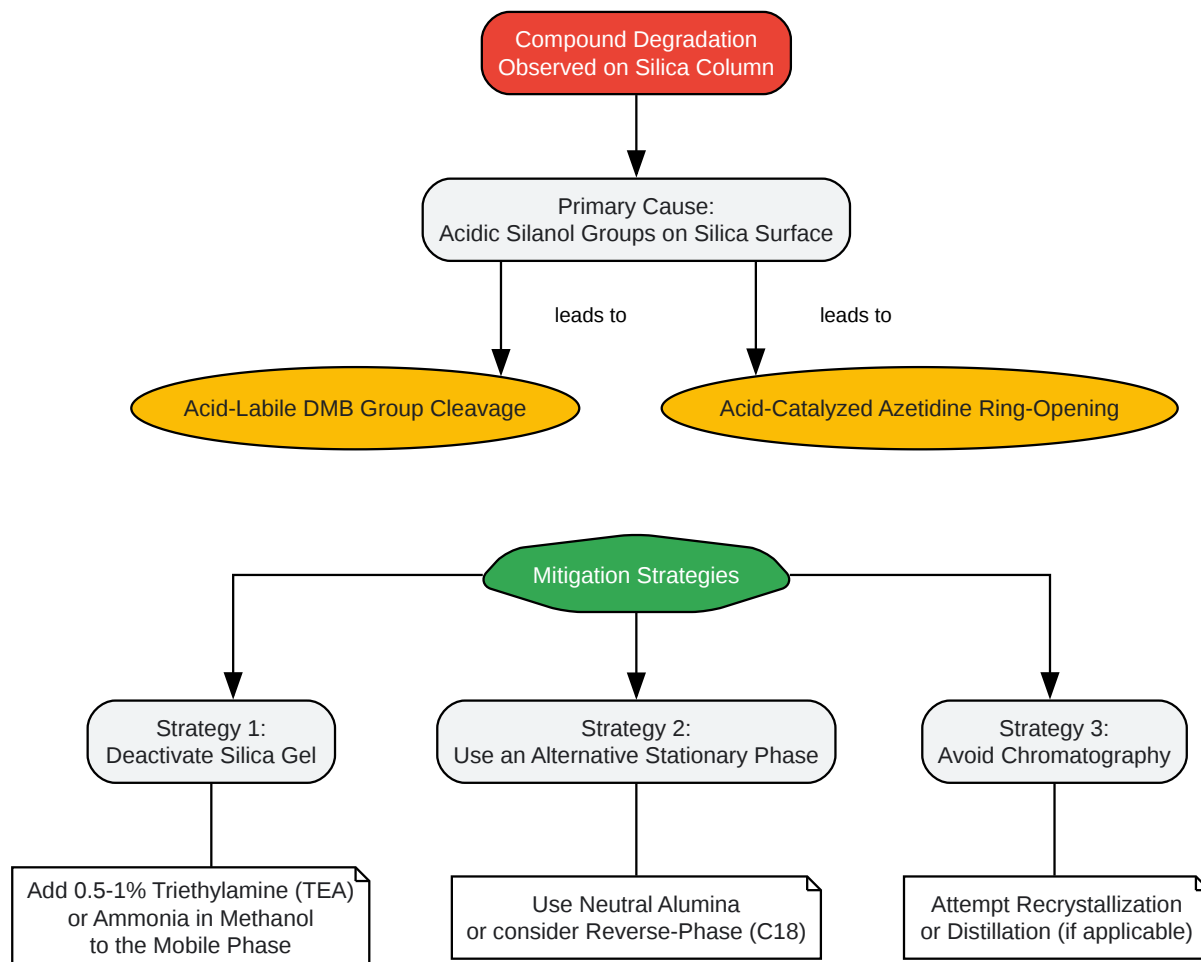 Compound Degradation
Observed on Silica Column
Primary Cause:
Acidic Silanol Groups on Silica Surface
leads to
leads to
Acid-Labile DMB Group Cleavage
Acid-Catalyzed Azetidine Ring-Opening
Mitigation Strategies
Strategy 1:
Deactivate Silica Gel
Strategy 2:
Use an Alternative Stationary Phase
Strategy 3:
Avoid Chromatography
Add 0.5-1% Triethylamine (TEA)
or Ammonia in Methanol
to the Mobile Phase
Use Neutral Alumina
or consider Reverse-Phase (C18)
Attempt Recrystallization
or Distillation (if applicable)